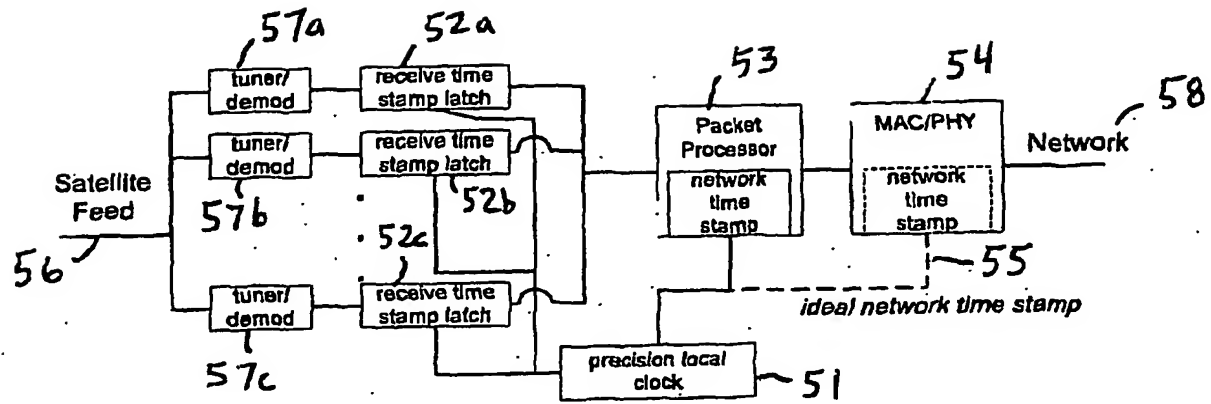 57a
52a
tuner/
demod
receive time
stamp latch
53
54
58
Packet
Processor
MAC/PHY
Network
tuner/
demod
receive time
stamp latch
network
time
stamp
network
time
stamp
Satellite
Feed
57b
52b
56
52c
55
tuner/
demod
receive time
stamp latch
ideal network time stamp
57c
precision local
clock
51